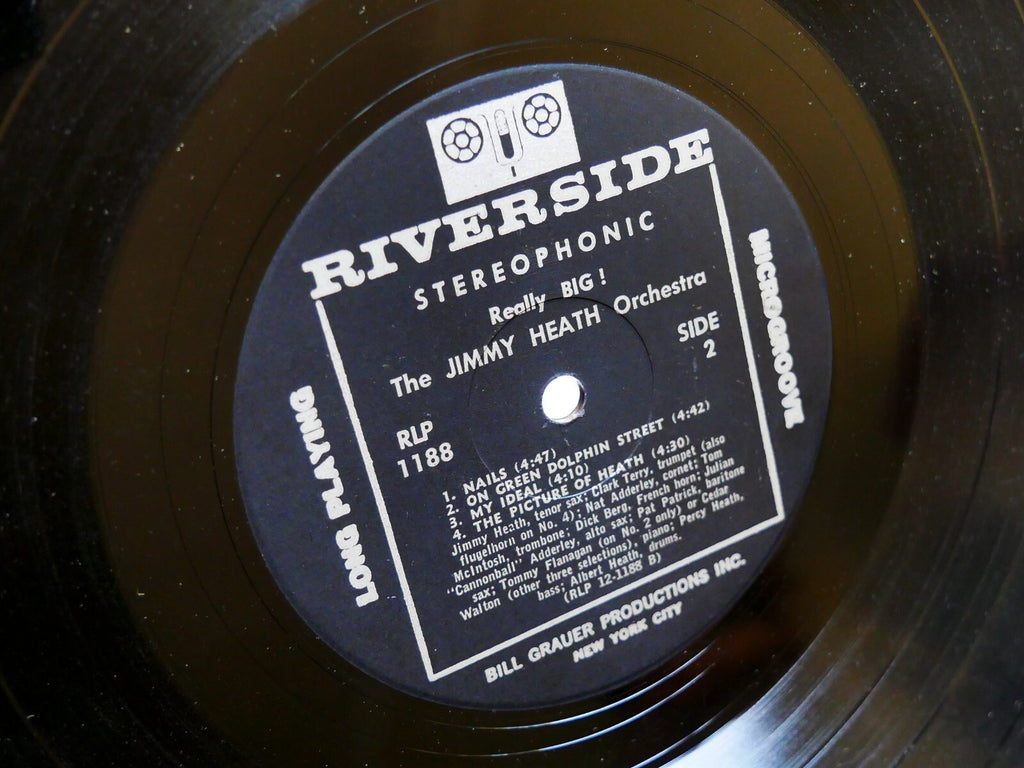 RIVERSIDE
STEREOPHONIC
Really BIG!
The JIMMY HEATH Orchestra
SIDE
2
RLP
1188
1. NAILS (4:47)
2. ON GREEN DOLPHIN STREET (4:42)
3. MY IDEAL (4:10)
4. THE PICTURE OF HEATH (4:30)
Jimmy Heath, tenor sax; Clark Terry, trumpet (also
flugelhorn on No. 4); Nat Adderley, cornet; Tom
McIntosh, trombone; Dick Berg, French horn; Julian
"Cannonball" Adderley, alto sax; Pat Patrick, baritone
sax; Tommy Flanagan (on No. 2 only) or Cedar
Walton (other three selections), piano; Percy Heath,
bass; Albert Heath, drums.
(RLP 12-1188 B)
LONG PLAYING
MICROGROOVE
BILL GRAUER PRODUCTIONS INC.
NEW YORK CITY